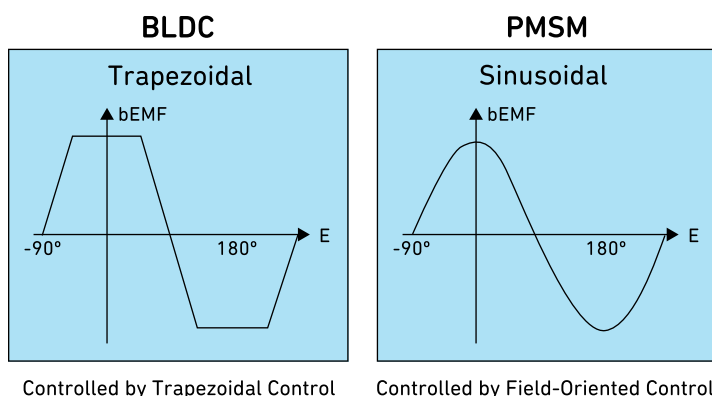 BLDC
Trapezoidal
bEMF
-90°
180°
E
Controlled by Trapezoidal Control
PMSM
Sinusoidal
bEMF
-90°
180°
E
Controlled by Field-Oriented Control